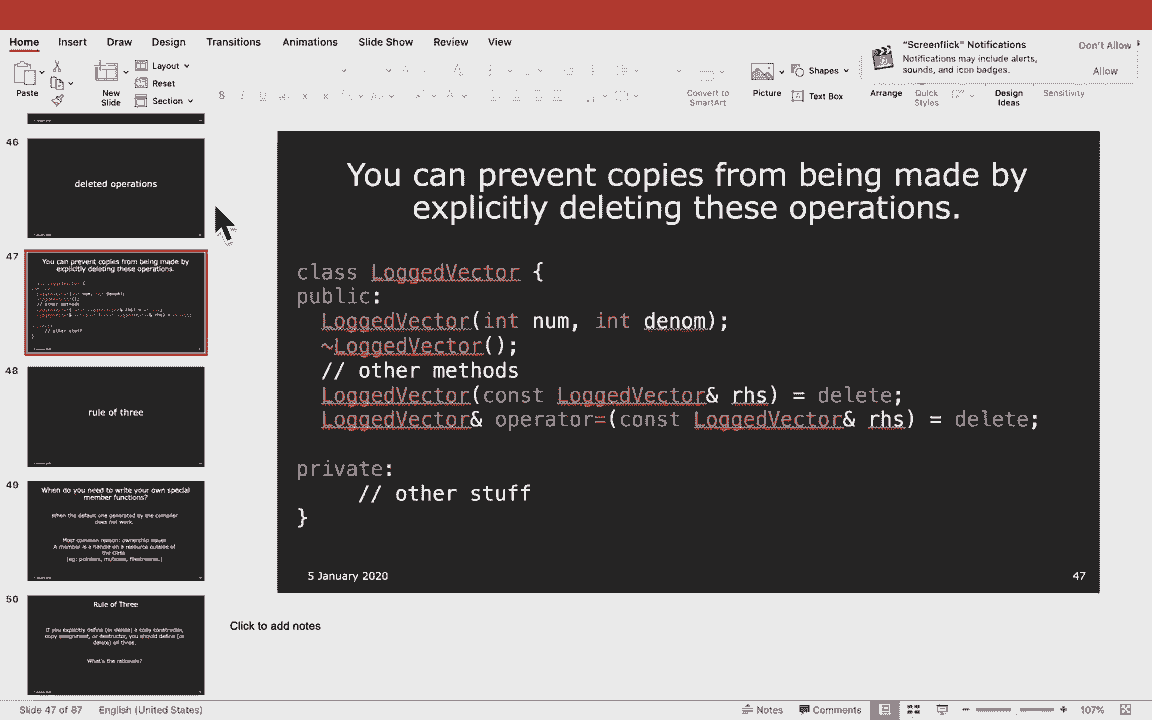 Home Insert Draw Design Transitions Animations Slide Show Review View
"Screenflick" Notifications
Notifications may include alerts,
sounds, and icon badges.
Don't Allow
Allow
Paste
New
Slide
Layout
Reset
Section
Convert to
SmartArt
Picture
Shapes
Text Box
Arrange
Quick
Styles
Design
Ideas
Sensitivity
46
deleted operations
47
You can prevent copies from being made by
explicitly deleting these operations.
48
rule of three
49
When do you need to write your own special
member functions?
When the default one generated by the compiler
does not work.
Most common reason: ownership issues
A member is a handle on a resource outside of
the class
50
Rule of Three
If you explicitly define (or delete) a copy constructor,
copy assignment, or destructor, you should define (or
delete) all three.
What's the rationale?
You can prevent copies from being made by
explicitly deleting these operations.
class LoggedVector {
public:
LoggedVector(int num, int denom);
~LoggedVector();
// other methods
LoggedVector(const LoggedVector& rhs) = delete;
LoggedVector& operator=(const LoggedVector& rhs) = delete;
private:
// other stuff
}
5 January 2020
47
Click to add notes
Slide 47 of 87 English (United States)
Notes Comments 107%